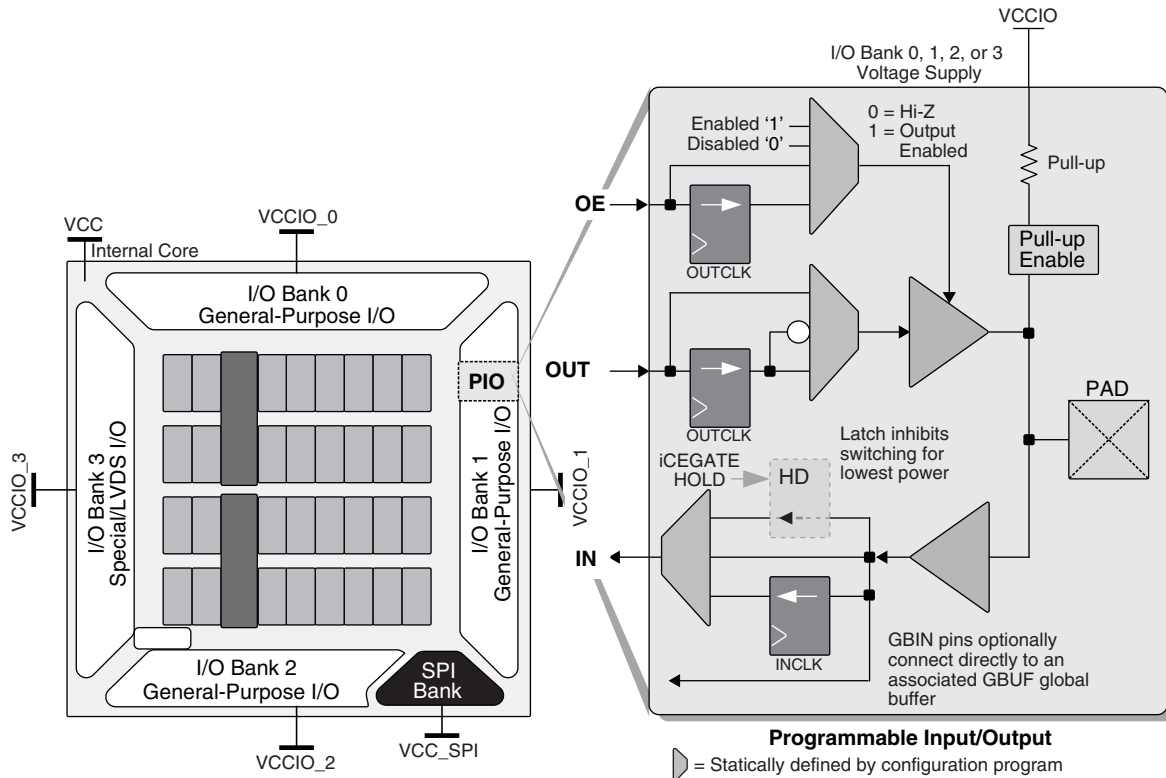 VCC
Internal Core
VCCIO_0
I/O Bank 0
General-Purpose I/O
VCCIO_3
I/O Bank 3
Special/LVDS I/O
PIO
I/O Bank 1
General-Purpose I/O
VCCIO_1
I/O Bank 2
General-Purpose I/O
SPI
Bank
VCCIO_2
VCC_SPI
VCCIO
I/O Bank 0, 1, 2, or 3
Voltage Supply
Enabled ‘1’
Disabled ‘0’
0 = Hi-Z
1 = Output
Enabled
Pull-up
OE
OUTCLK
Pull-up
Enable
OUT
OUTCLK
PAD
Latch inhibits
switching for
lowest power
iCEGATE
HOLD
HD
IN
INCLK
GBIN pins optionally
connect directly to an
associated GBUF global
buffer
Programmable Input/Output
= Statically defined by configuration program